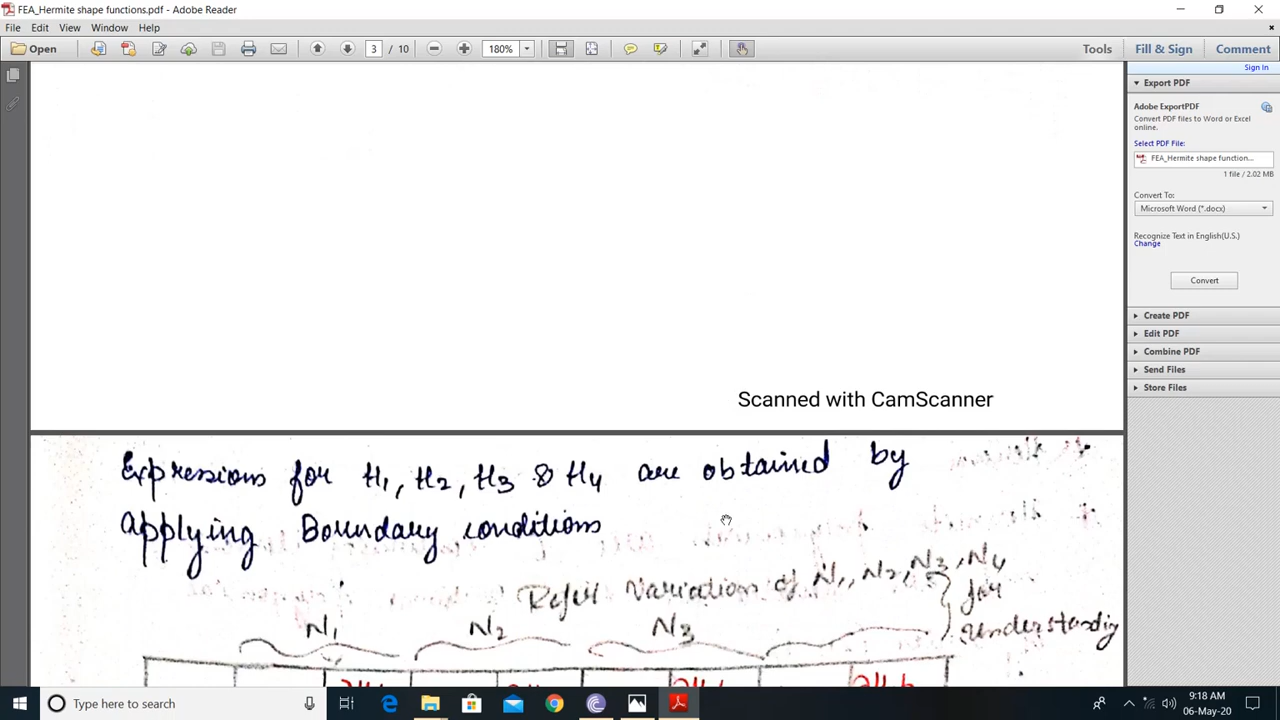 FEA_Hermite shape functions.pdf - Adobe Reader
File Edit View Window Help
Open 3 / 10 180% Tools Fill & Sign Comment
Sign In
Export PDF
Adobe ExportPDF
Convert PDF files to Word or Excel
online.
Select PDF File:
FEA_Hermite shape function...
1 file / 2.02 MB
Convert To:
Microsoft Word (*.docx)
Recognize Text in English(U.S.)
Change
Convert
Create PDF
Edit PDF
Combine PDF
Send Files
Store Files
Scanned with CamScanner
Expressions for H1, H2, H3 & H4 are obtained by
applying Boundary conditions
Refer Variation of N1, N2, N3, N4
for
understanding
N1 N2 N3
Type here to search
9:18 AM
06-May-20